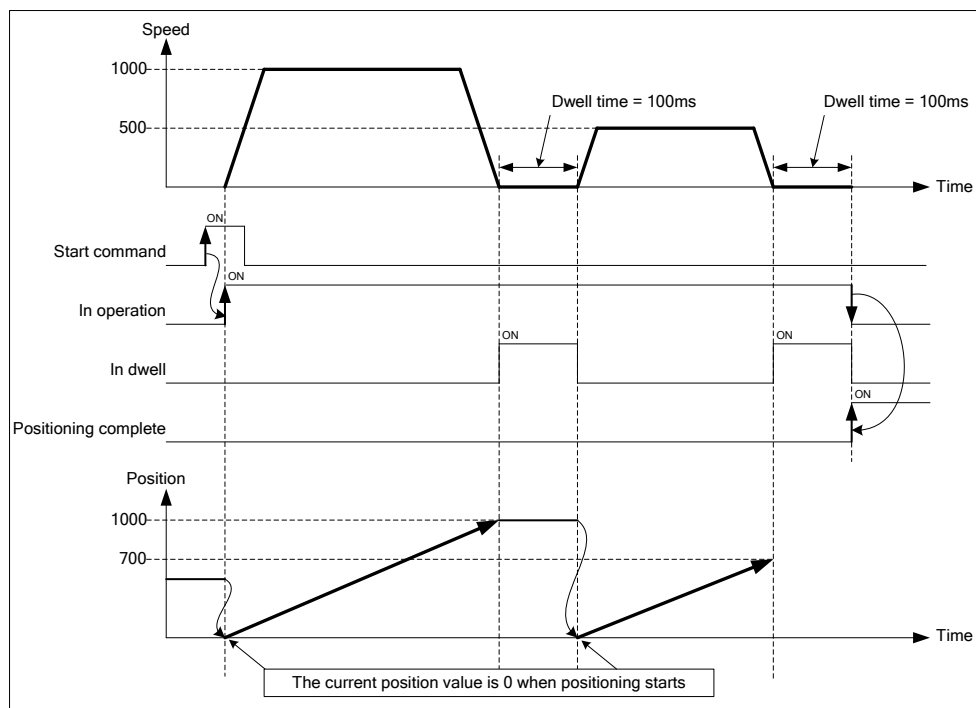 Speed
1000
Dwell time = 100ms
Dwell time = 100ms
500
Time
ON
Start command
ON
In operation
ON
ON
In dwell
ON
Positioning complete
Position
1000
700
Time
The current position value is 0 when positioning starts